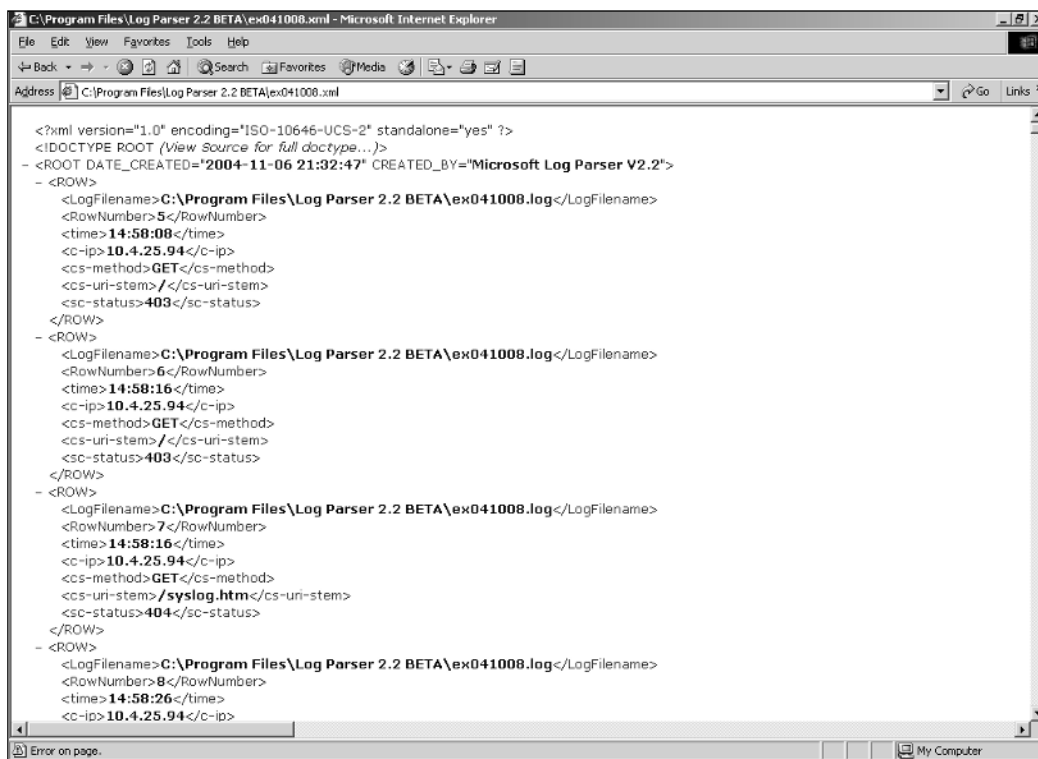 C:\Program Files\Log Parser 2.2 BETA\ex041008.xml - Microsoft Internet Explorer
File Edit View Favorites Tools Help
Back Search Favorites Media
Address C:\Program Files\Log Parser 2.2 BETA\ex041008.xml Go Links
<?xml version="1.0" encoding="ISO-10646-UCS-2" standalone="yes" ?>
<!DOCTYPE ROOT (View Source for full doctype...)>
- <ROOT DATE_CREATED="2004-11-06 21:32:47" CREATED_BY="Microsoft Log Parser V2.2">
- <ROW>
<LogFilename>C:\Program Files\Log Parser 2.2 BETA\ex041008.log</LogFilename>
<RowNumber>5</RowNumber>
<time>14:58:08</time>
<c-ip>10.4.25.94</c-ip>
<cs-method>GET</cs-method>
<cs-uri-stem>/</cs-uri-stem>
<sc-status>403</sc-status>
</ROW>
- <ROW>
<LogFilename>C:\Program Files\Log Parser 2.2 BETA\ex041008.log</LogFilename>
<RowNumber>6</RowNumber>
<time>14:58:16</time>
<c-ip>10.4.25.94</c-ip>
<cs-method>GET</cs-method>
<cs-uri-stem>/</cs-uri-stem>
<sc-status>403</sc-status>
</ROW>
- <ROW>
<LogFilename>C:\Program Files\Log Parser 2.2 BETA\ex041008.log</LogFilename>
<RowNumber>7</RowNumber>
<time>14:58:16</time>
<c-ip>10.4.25.94</c-ip>
<cs-method>GET</cs-method>
<cs-uri-stem>/syslog.htm</cs-uri-stem>
<sc-status>404</sc-status>
</ROW>
- <ROW>
<LogFilename>C:\Program Files\Log Parser 2.2 BETA\ex041008.log</LogFilename>
<RowNumber>8</RowNumber>
<time>14:58:26</time>
<c-ip>10.4.25.94</c-ip>
Error on page. My Computer